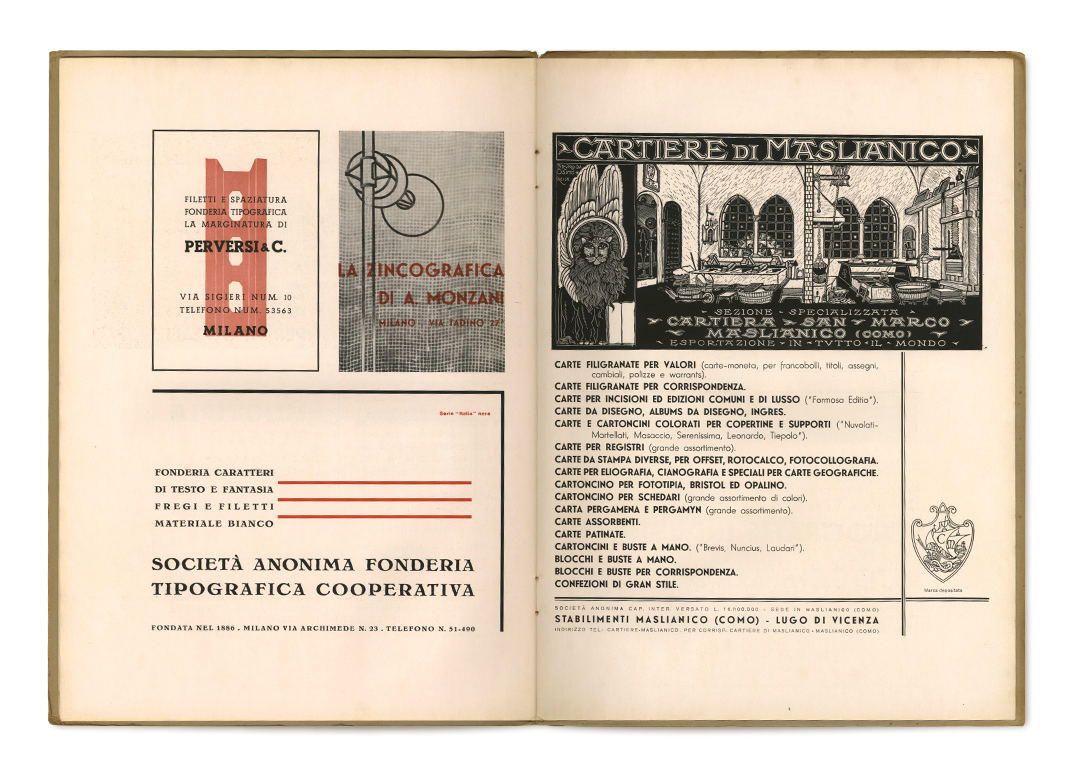 FILETTI E SPAZIATURA
FONDERIA TIPOGRAFICA
LA MARGINATURA DI
PERVERSI & C.
VIA SIGIERI NUM. 10
TELEFONO NUM. 53563
MILANO
LA ZINCOGRAFICA
DI A. MONZANI
MILANO - VIA TADINO
Serie "Italia" nera
FONDERIA CARATTERI
DI TESTO E FANTASIA
FREGI E FILETTI
MATERIALE BIANCO
SOCIETÀ ANONIMA FONDERIA
TIPOGRAFICA COOPERATIVA
FONDATA NEL 1886 . MILANO VIA ARCHIMEDE N. 23 . TELEFONO N. 51-490
CARTIERE DI MASLIANICO
SEZIONE - SPECIALIZZATA
CARTIERA - SAN - MARCO
MASLIANICO (COMO)
ESPORTAZIONE - IN - TVTTO - IL - MONDO
CARTE FILIGRANATE PER VALORI (carte-moneta, per francobolli, titoli, assegni,
cambiali, polizze e warrants).
CARTE FILIGRANATE PER CORRISPONDENZA.
CARTE PER INCISIONI ED EDIZIONI COMUNI E DI LUSSO ("Formosa Editio").
CARTE DA DISEGNO, ALBUMS DA DISEGNO, INGRES.
CARTE E CARTONCINI COLORATI PER COPERTINE E SUPPORTI ("Nuvolati-
Martellati, Masaccio, Serenissima, Leonardo, Tiepolo").
CARTE PER REGISTRI (grande assortimento).
CARTE DA STAMPA DIVERSE, PER OFFSET, ROTOCALCO, FOTOCOLLOGRAFIA.
CARTE PER ELIOGRAFIA, CIANOGRAFIA E SPECIALI PER CARTE GEOGRAFICHE.
CARTONCINO PER FOTOTIPIA, BRISTOL ED OPALINO.
CARTONCINO PER SCHEDARI (grande assortimento di colori).
CARTA PERGAMENA E PERGAMYN (grande assortimento).
CARTE ASSORBENTI.
CARTE PATINATE.
CARTONCINI E BUSTE A MANO. ("Brevis, Nuncius, Laudari").
BLOCCHI E BUSTE A MANO.
BLOCCHI E BUSTE PER CORRISPONDENZA.
CONFEZIONI DI GRAN STILE.
Marca depositata
SOCIETÀ ANONIMA CAP. INTER. VERSATO L. 16.000.000 - SEDE IN MASLIANICO (COMO)
STABILIMENTI MASLIANICO (COMO) - LUGO DI VICENZA
INDIRIZZO TEL: CARTIERE-MASLIANICO. PER CORRISP: CARTIERE DI MASLIANICO - MASLIANICO (COMO)